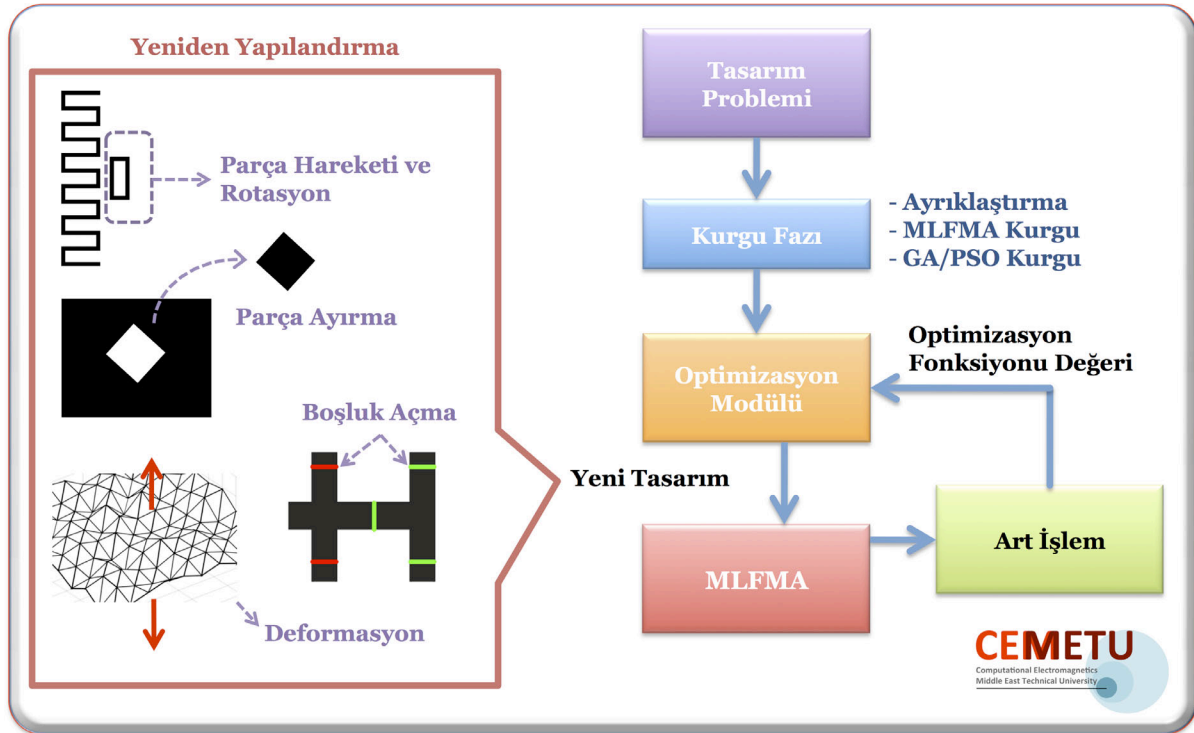 Yeniden Yapılandırma
Parça Hareketi ve
Rotasyon
Parça Ayırma
Boşluk Açma
Deformasyon
Tasarım
Problemi
Kurgu Fazı
- Ayrıklaştırma
- MLFMA Kurgu
- GA/PSO Kurgu
Optimizasyon
Modülü
Optimizasyon
Fonksiyonu Değeri
Yeni Tasarım
MLFMA
Art İşlem
CEMMETU
Computational Electromagnetics
Middle East Technical University